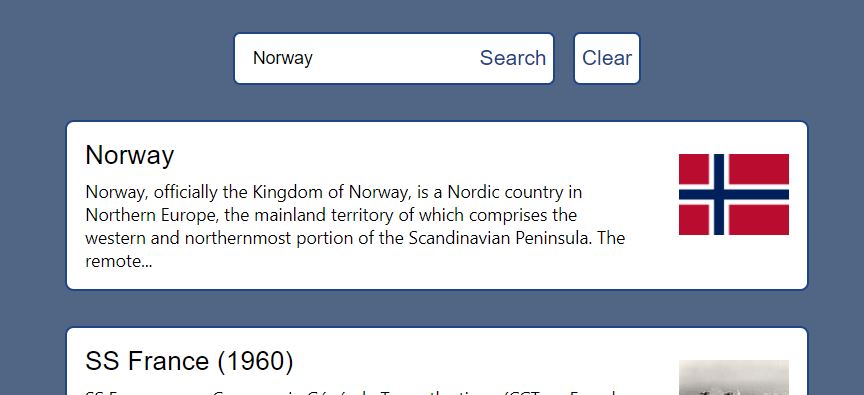 Norway Search Clear
Norway
Norway, officially the Kingdom of Norway, is a Nordic country in
Northern Europe, the mainland territory of which comprises the
western and northernmost portion of the Scandinavian Peninsula. The
remote...
SS France (1960)